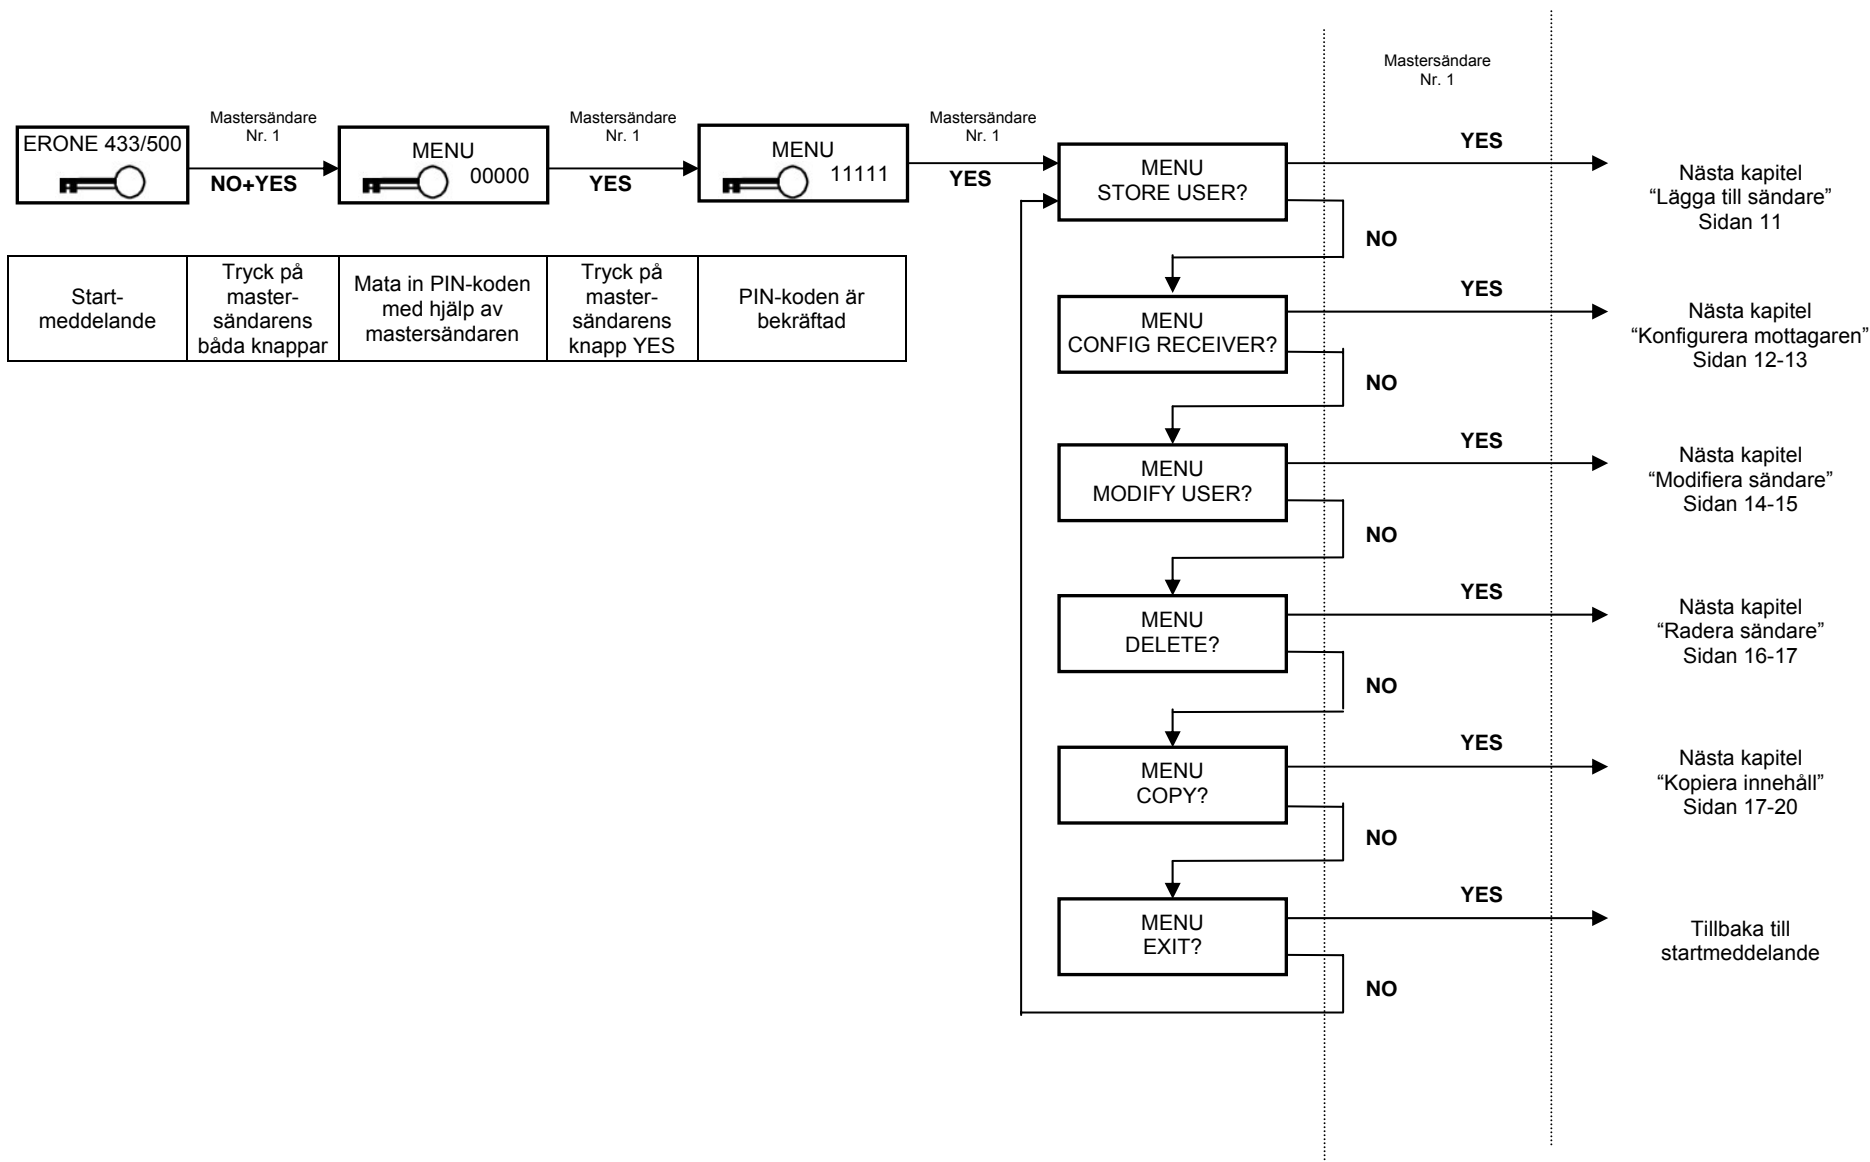 Mastersändare
Nr. 1
ERONE 433/500
Mastersändare
Nr. 1
NO+YES
MENU
00000
Mastersändare
Nr. 1
YES
MENU
11111
Mastersändare
Nr. 1
YES
Start-
meddelande
Tryck på
master-
sändarens
båda knappar
Mata in PIN-koden
med hjälp av
mastersändaren
Tryck på
master-
sändarens
knapp YES
PIN-koden är
bekräftad
MENU
STORE USER?
YES
Nästa kapitel
“Lägga till sändare”
Sidan 11
NO
MENU
CONFIG RECEIVER?
YES
Nästa kapitel
“Konfigurera mottagaren”
Sidan 12-13
NO
MENU
MODIFY USER?
YES
Nästa kapitel
“Modifiera sändare”
Sidan 14-15
NO
MENU
DELETE?
YES
Nästa kapitel
“Radera sändare”
Sidan 16-17
NO
MENU
COPY?
YES
Nästa kapitel
“Kopiera innehåll”
Sidan 17-20
NO
MENU
EXIT?
YES
Tillbaka till
startmeddelande
NO